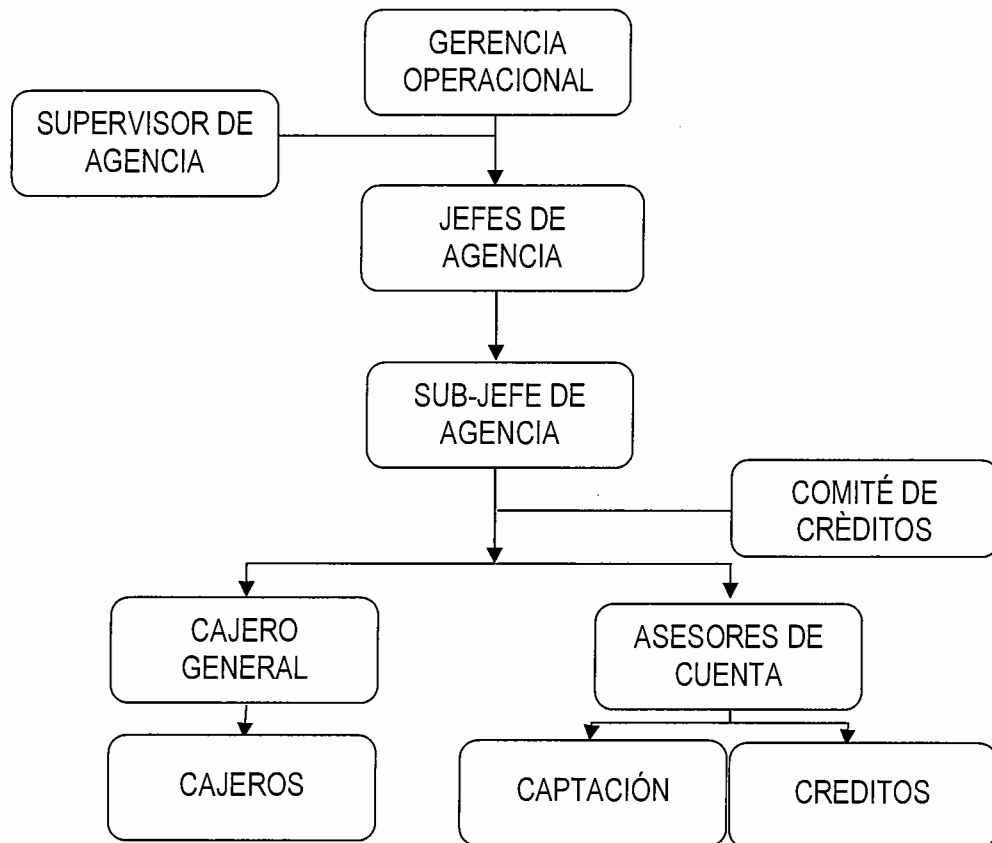 GERENCIA
OPERACIONAL
SUPERVISOR DE
AGENCIA
JEFES DE
AGENCIA
SUB-JEFE DE
AGENCIA
COMITÉ DE
CRÈDITOS
CAJERO
GENERAL
ASESORES DE
CUENTA
CAJEROS
CAPTACIÓN
CREDITOS